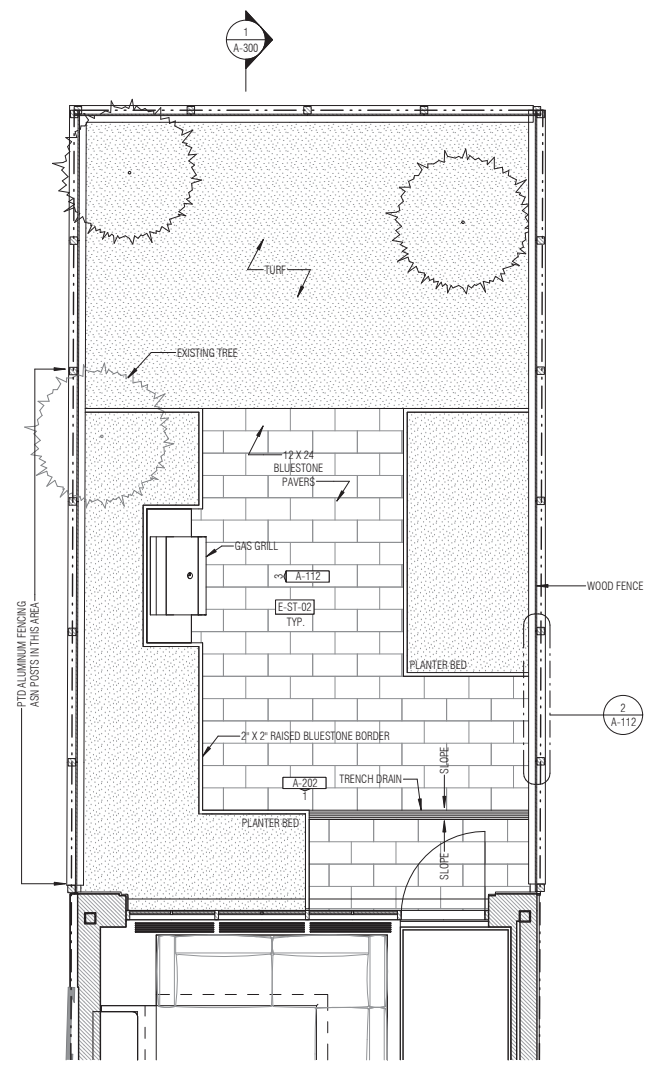 1
A-300
TURF
EXISTING TREE
12 X 24
BLUESTONE
PAVERS
GAS GRILL
3
A-112
E-ST-02
TYP.
WOOD FENCE
PTD ALUMINUM FENCING
ASN POSTS IN THIS AREA
PLANTER BED
2
A-112
2" X 2" RAISED BLUESTONE BORDER
SLOPE
TRENCH DRAIN
A-202
1
PLANTER BED
SLOPE